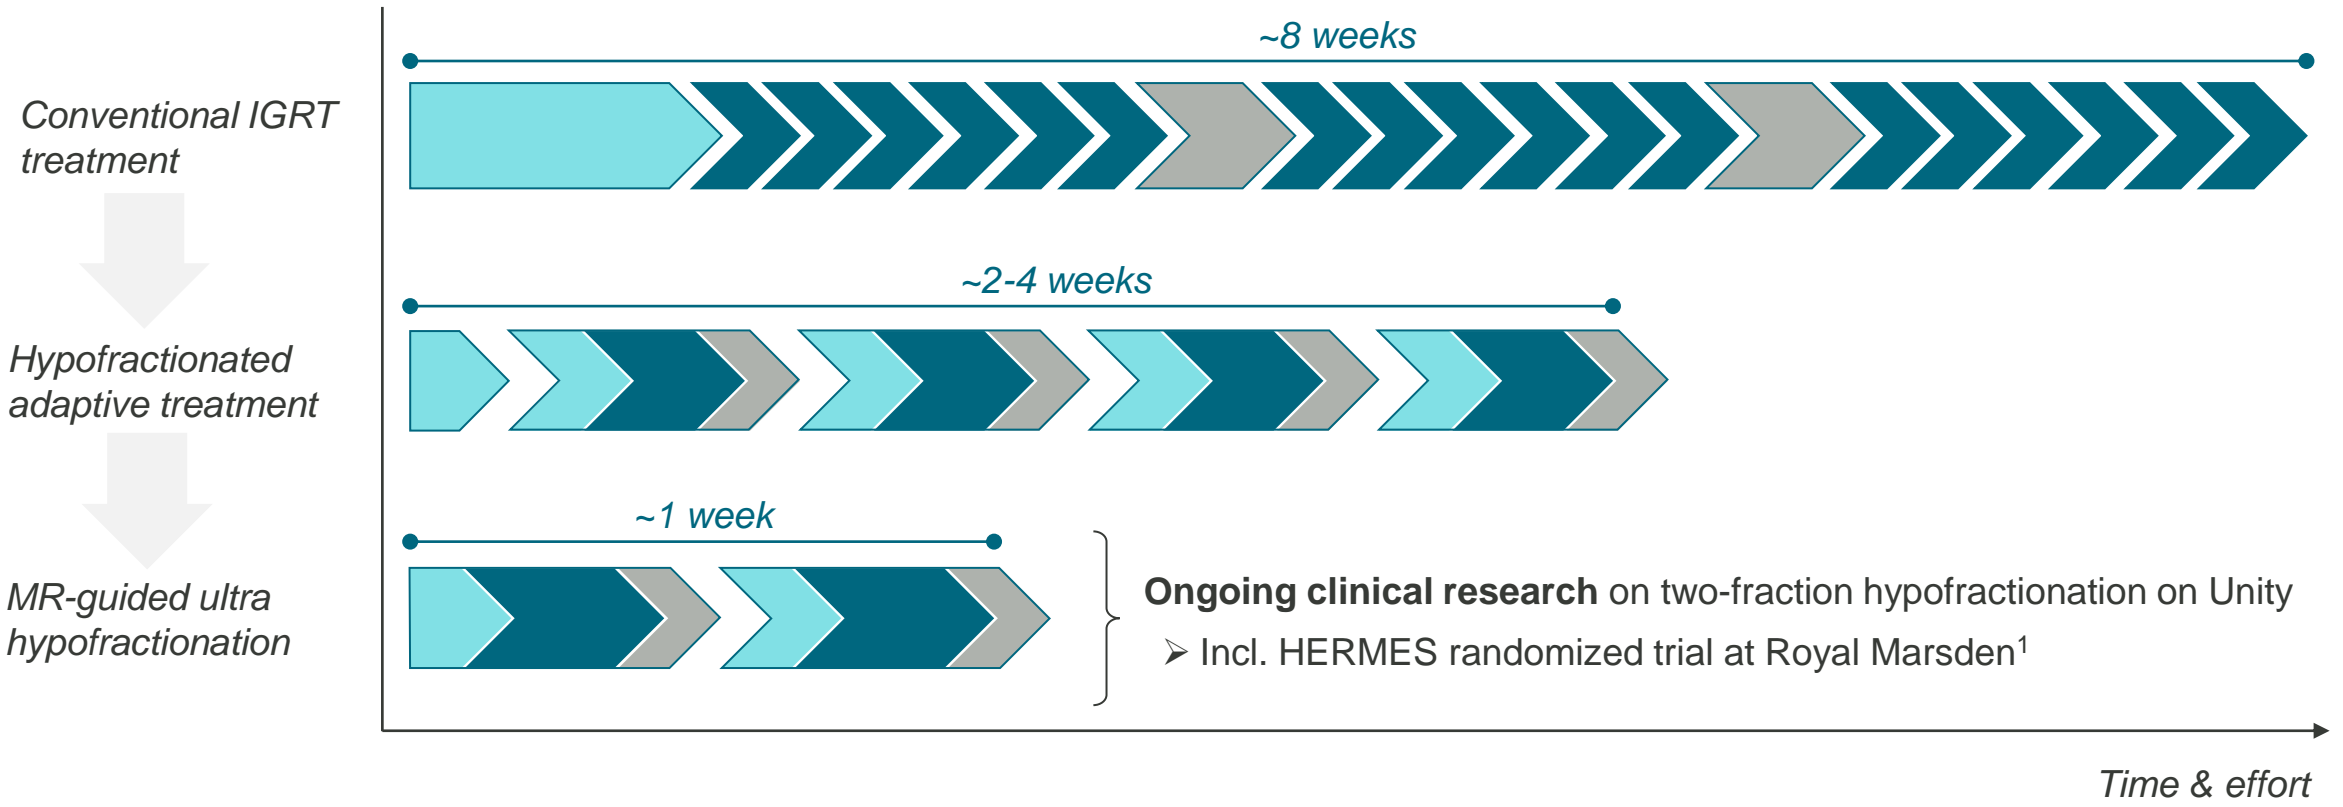 ~8 weeks
Conventional IGRT
treatment
~2-4 weeks
Hypofractionated
adaptive treatment
~1 week
MR-guided ultra
hypofractionation
Ongoing clinical research on two-fraction hypofractionation on Unity
➢ Incl. HERMES randomized trial at Royal Marsden¹
Time & effort